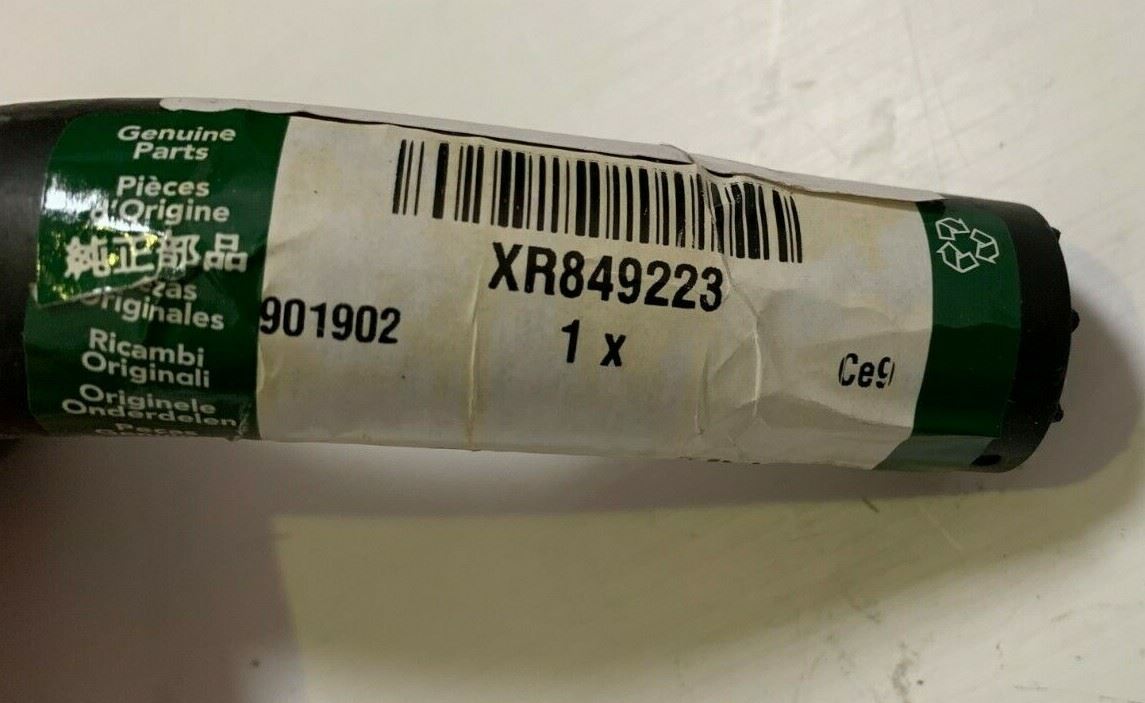 Genuine
Parts
Pièces
d'Origine
純正部品
Originales
Ricambi
Originali
Originele
Onderdelen
XR849223
901902
1 x
Ce9